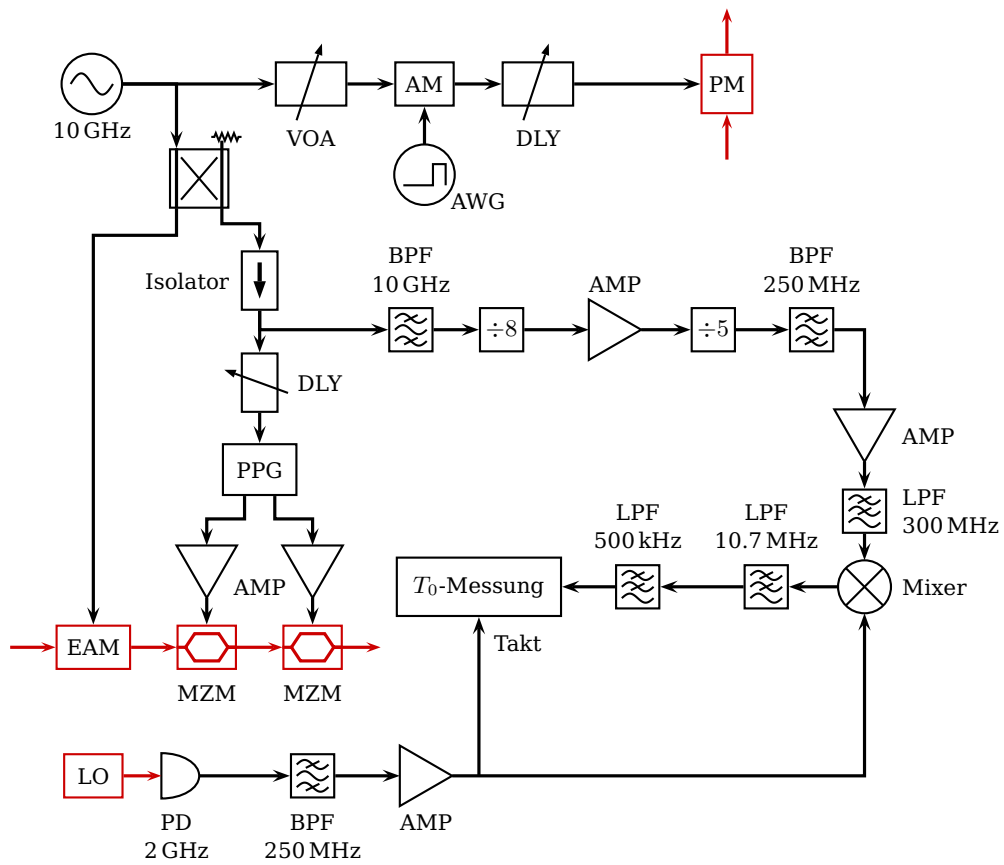 PM
AM
10 GHz
VOA
DLY
AWG
BPF
10 GHz
BPF
250 MHz
Isolator
AMP
÷8
÷5
DLY
AMP
PPG
LPF
300 MHz
LPF
500 kHz
LPF
10.7 MHz
AMP
T₀-Messung
Mixer
EAM
Takt
MZM
MZM
LO
PD
2 GHz
BPF
250 MHz
AMP